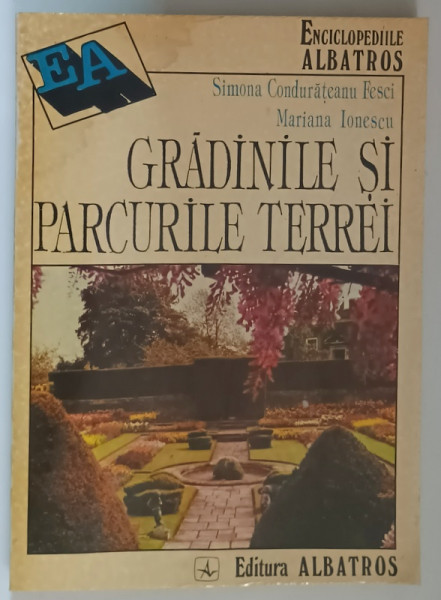 EA
ENCICLOPEDIILE
ALBATROS
Simona Condurățeanu Fesci
Mariana Ionescu
GRĂDINILE ȘI
PARCURILE TERREI
Editura ALBATROS